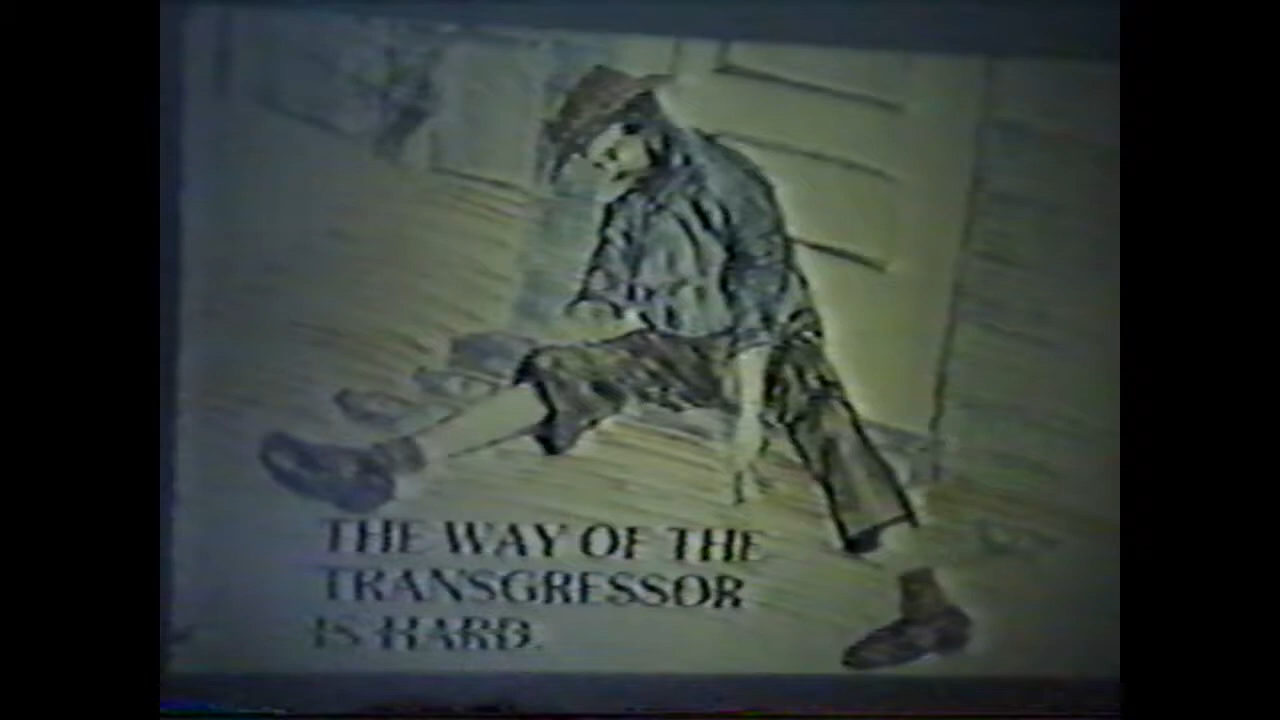 THE WAY OF THE
TRANSGRESSOR
IS HARD.